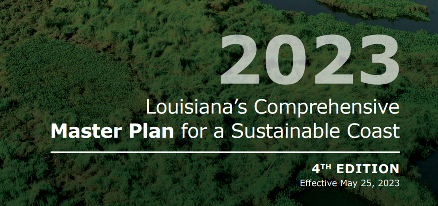 2023
Louisiana's Comprehensive
Master Plan for a Sustainable Coast
4TH EDITION
Effective May 25, 2023